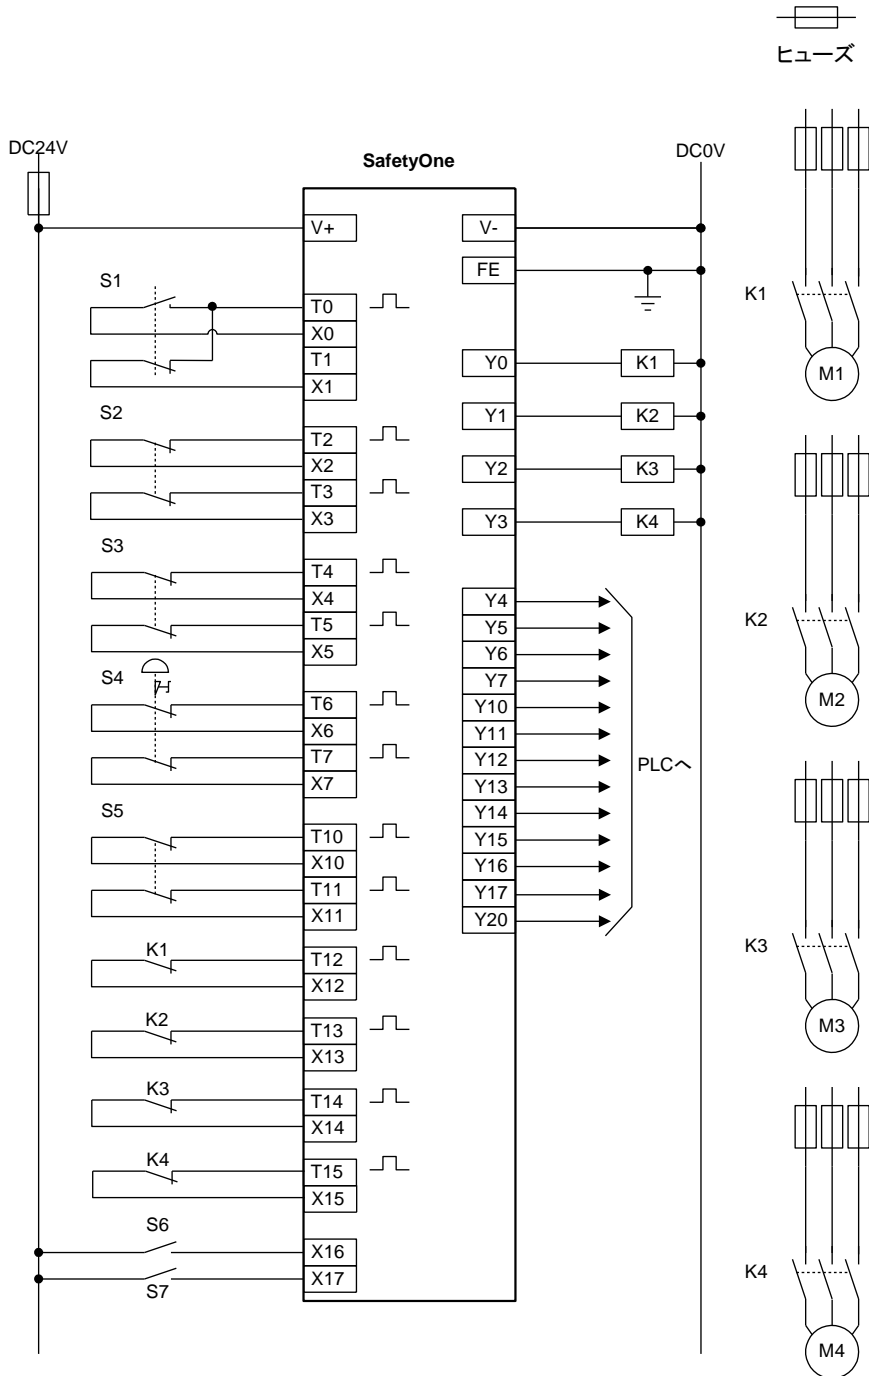 ヒューズ
DC24V
SafetyOne
DC0V
V+
V-
FE
S1
T0
X0
T1
X1
S2
T2
X2
T3
X3
S3
T4
X4
T5
X5
S4
T6
X6
T7
X7
S5
T10
X10
T11
X11
K1
T12
X12
K2
T13
X13
K3
T14
X14
K4
T15
X15
S6
X16
X17
S7
Y0
K1
Y1
K2
Y2
K3
Y3
K4
Y4
Y5
Y6
Y7
Y10
Y11
Y12
Y13
Y14
Y15
Y16
Y17
Y20
PLCへ
K1
M1
K2
M2
K3
M3
K4
M4